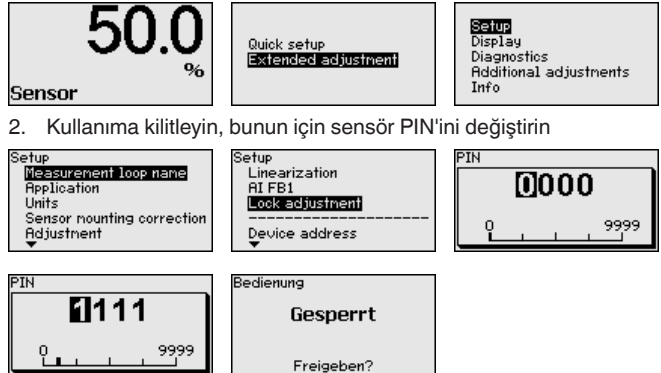 50.0
%
Sensor
Quick setup
Extended adjustment
Setup
Display
Diagnostics
Additional adjustments
Info
2. Kullanıma kilitleyin, bunun için sensör PIN'ini değiştirin
Setup
Measurement loop name
Application
Units
Sensor mounting correction
Adjustment
Setup
Linearization
AI FB1
Lock adjustment
Device address
PIN
0000
0 9999
PIN
1111
0 9999
Bedienung
Gesperrt
Freigeben?